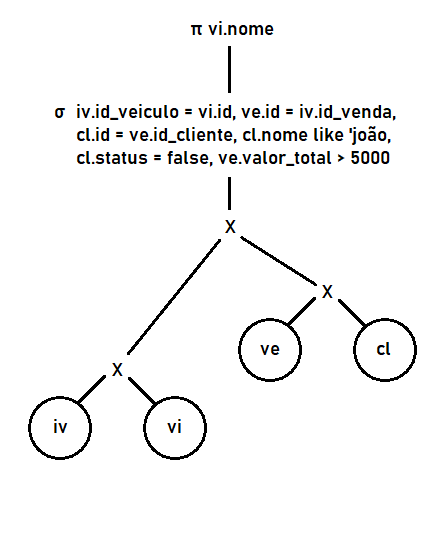 π vi.nome
σ iv.id_veiculo = vi.id, ve.id = iv.id_venda,
cl.id = ve.id_cliente, cl.nome like 'joão,
cl.status = false, ve.valor_total > 5000
X
X
ve
cl
X
iv
vi